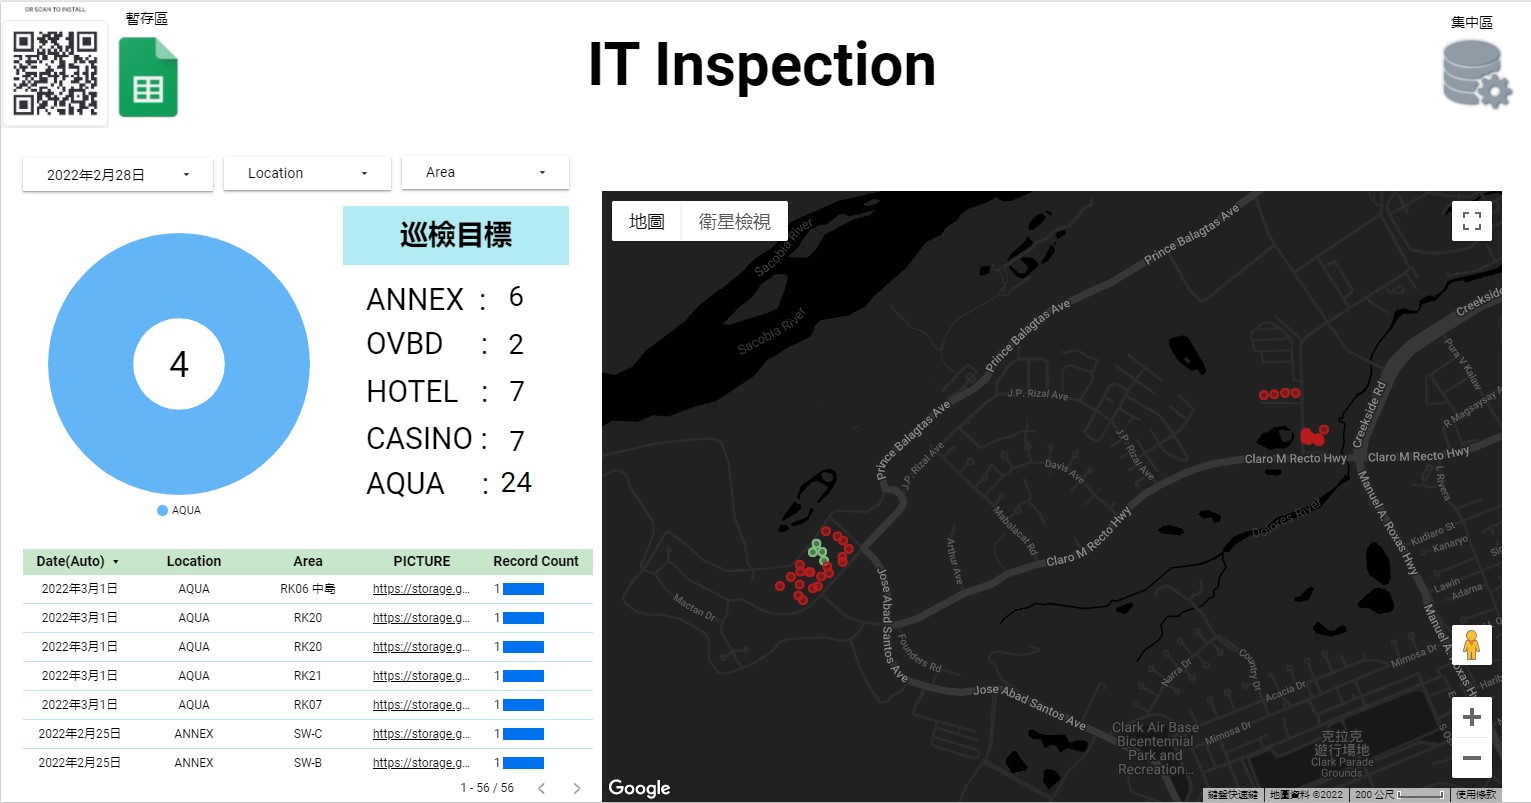 OR SCAN TO INSTALL
暫存區
集中區
IT Inspection
2022年2月28日
Location
Area
巡檢目標
ANNEX : 6
OVBD : 2
HOTEL : 7
CASINO : 7
AQUA : 24
4
AQUA
Date(Auto) Location Area PICTURE Record Count
2022年3月1日 AQUA RK06 中島 https://storage.g... 1
2022年3月1日 AQUA RK20 https://storage.g... 1
2022年3月1日 AQUA RK20 https://storage.g... 1
2022年3月1日 AQUA RK21 https://storage.g... 1
2022年3月1日 AQUA RK07 https://storage.g... 1
2022年2月25日 ANNEX SW-C https://storage.g... 1
2022年2月25日 ANNEX SW-B https://storage.g... 1
1 - 56 / 56
地圖
衛星檢視
Sacobia River
Sacobia River
Prince Balagtas Ave
Prince Balagtas Ave
Prince Balagtas Ave
J.P. Rizal Ave
J.P. Rizal Ave
J.P. Rizal Ave
Davis Ave
Mabalacat Rd
Arthur Ave
Claro M Recto Hwy
Claro M Recto Hwy
Claro M Recto Hwy
Creekside Rd
Creekside
Pura V Kalaw
R Magsaysay A
L Rivera
Manuel A. Roxas Hwy
Manuel A. Roxas Hwy
Dolores River
Kudiaro St
Kanaryo
Lawin
Adarna
Mactan Dr
Jose Abad Santos Ave
Jose Abad Santos Ave
Founders Rd
Narra Dr
Country Dr
Acacia Dr
Mimosa Dr
Mimosa Dr
Clark Air Base
Bicentennial
Park and
Recreation...
克拉克
遊行場地
Clark Parade
Grounds
Google
鍵盤快速鍵
地圖資料 ©2022
200 公尺
使用條款